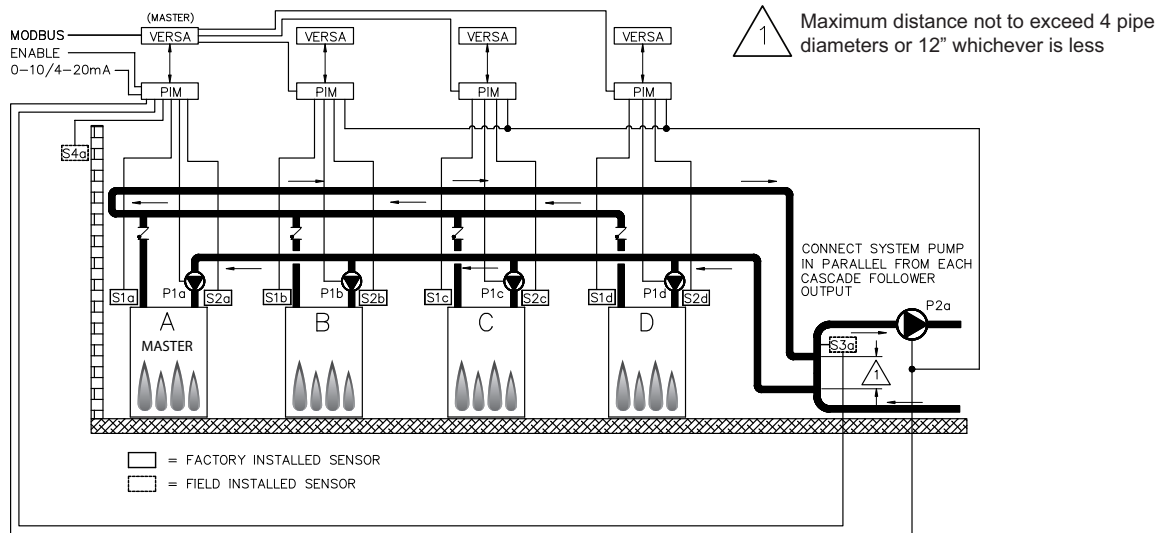 (MASTER)
MODBUS VERSA VERSA VERSA VERSA
ENABLE
0-10/4-20mA
PIM PIM PIM PIM
1 Maximum distance not to exceed 4 pipe
diameters or 12” whichever is less
S4a
CONNECT SYSTEM PUMP
IN PARALLEL FROM EACH
CASCADE FOLLOWER
OUTPUT
S1a P1a S2a S1b P1b S2b S1c P1c S2c S1d P1d S2d
P2a
A B C D
MASTER
S3a
1
= FACTORY INSTALLED SENSOR
= FIELD INSTALLED SENSOR